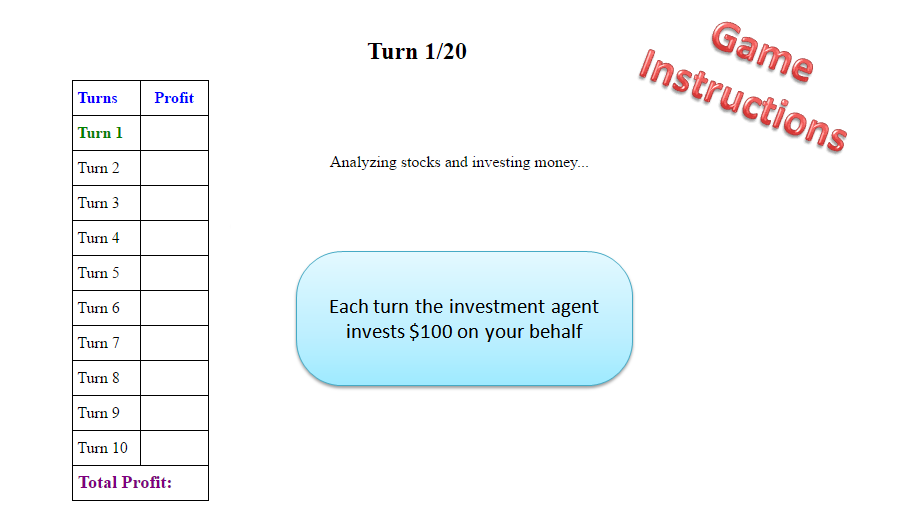 Turn 1/20
Game
Instructions
Turns Profit
Turn 1
Turn 2
Turn 3
Turn 4
Turn 5
Turn 6
Turn 7
Turn 8
Turn 9
Turn 10
Total Profit:
Analyzing stocks and investing money...
Each turn the investment agent
invests $100 on your behalf